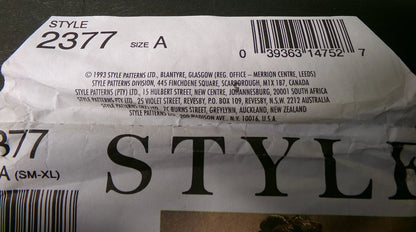 STYLE
2377 SIZE A
0 39363 14752 7
© 1993 STYLE PATTERNS LTD., BLANTYRE, GLASGOW (REG. OFFICE - MERRION CENTRE, LEEDS)
STYLE PATTERNS DIVISION, 445 FINCHDENE SQUARE, SCARBOROUGH, M1X 1B7, CANADA
STYLE PATTERNS (PTY) LTD., 15 HULBERT STREET, NEW CENTRE, JOHANNESBURG, 20001 SOUTH AFRICA
STYLE PATTERNS PTY. LTD., 25 VIOLET STREET, REVESBY, P.O. BOX 109, REVESBY, N.S.W. 2212 AUSTRALIA
STYLE PATTERNS LTD., 7C BURNS STREET, GREYLYNN, AUCKLAND, NEW ZEALAND
MADISON AVE., N.Y. 10016, U.S.A.
377
A (SM-XL)
STYLE